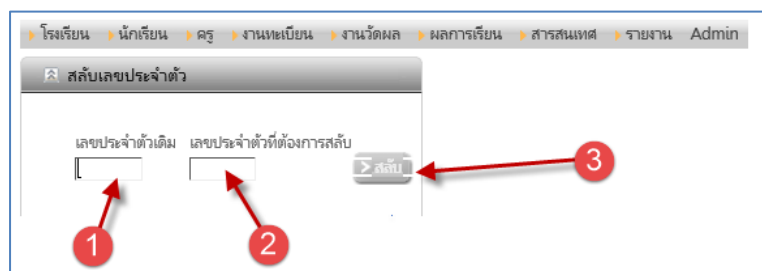 โรงเรียน นักเรียน ครู งานทะเบียน งานวัดผล ผลการเรียน สารสนเทศ รายงาน Admin
สลับเลขประจำตัว
เลขประจำตัวเดิม เลขประจำตัวที่ต้องการสลับ
สลับ
3
1 2